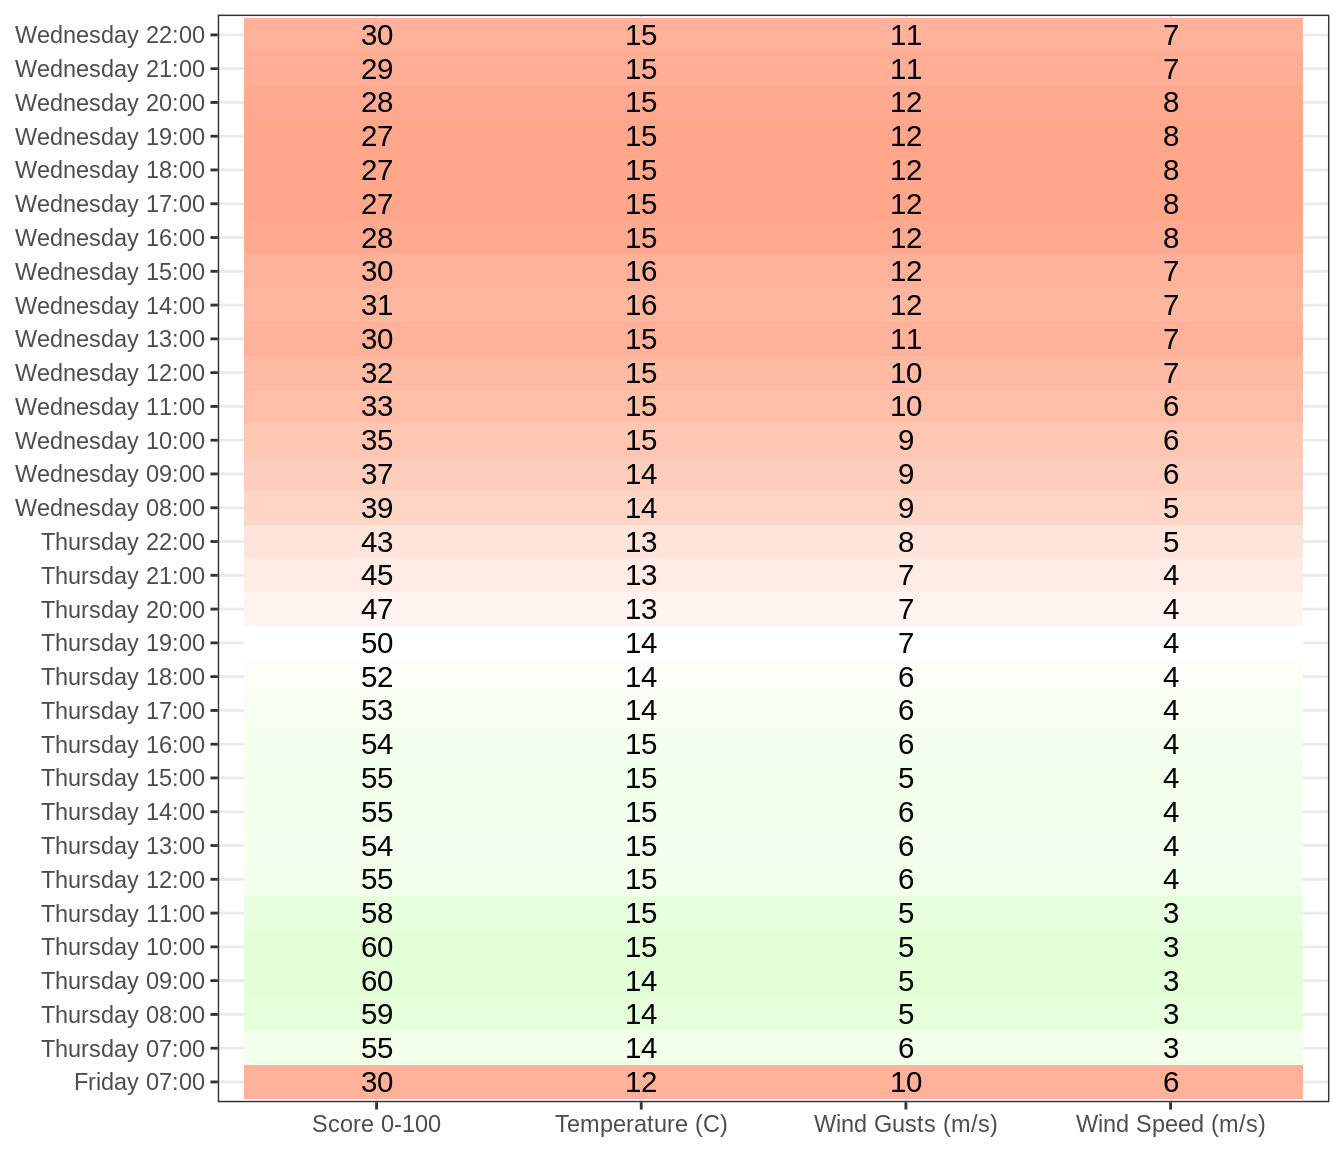 Wednesday 22:00 30 15 11 7
Wednesday 21:00 29 15 11 7
Wednesday 20:00 28 15 12 8
Wednesday 19:00 27 15 12 8
Wednesday 18:00 27 15 12 8
Wednesday 17:00 27 15 12 8
Wednesday 16:00 28 15 12 8
Wednesday 15:00 30 16 12 7
Wednesday 14:00 31 16 12 7
Wednesday 13:00 30 15 11 7
Wednesday 12:00 32 15 10 7
Wednesday 11:00 33 15 10 6
Wednesday 10:00 35 15 9 6
Wednesday 09:00 37 14 9 6
Wednesday 08:00 39 14 9 5
Thursday 22:00 43 13 8 5
Thursday 21:00 45 13 7 4
Thursday 20:00 47 13 7 4
Thursday 19:00 50 14 7 4
Thursday 18:00 52 14 6 4
Thursday 17:00 53 14 6 4
Thursday 16:00 54 15 6 4
Thursday 15:00 55 15 5 4
Thursday 14:00 55 15 6 4
Thursday 13:00 54 15 6 4
Thursday 12:00 55 15 6 4
Thursday 11:00 58 15 5 3
Thursday 10:00 60 15 5 3
Thursday 09:00 60 14 5 3
Thursday 08:00 59 14 5 3
Thursday 07:00 55 14 6 3
Friday 07:00 30 12 10 6
Score 0-100 Temperature (C) Wind Gusts (m/s) Wind Speed (m/s)